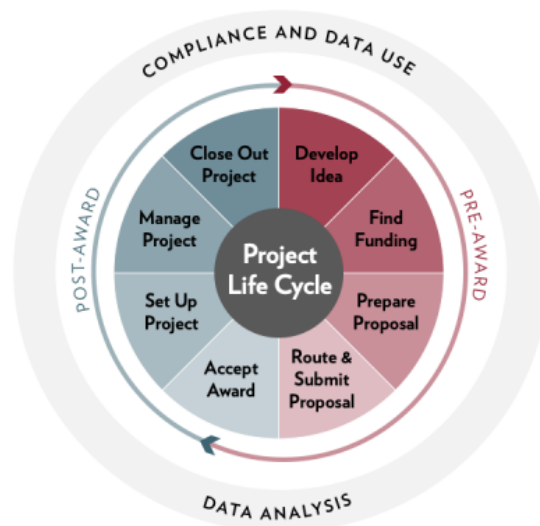 COMPLIANCE AND DATA USE
Close Out
Project
Develop
Idea
Manage
Project
Find
Funding
POST-AWARD
PRE-AWARD
Project
Life Cycle
Set Up
Project
Prepare
Proposal
Accept
Award
Route &
Submit
Proposal
DATA ANALYSIS